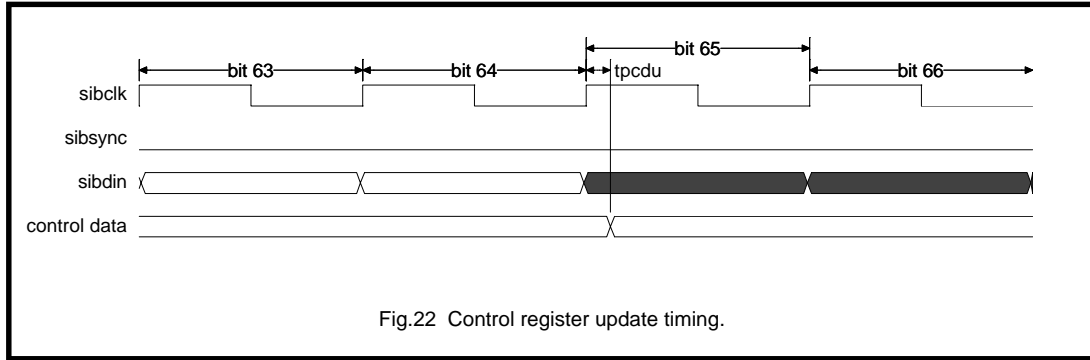 bit 65
bit 63 bit 64 tpcdu bit 66
sibclk
sibsync
sibdin
control data
Fig.22 Control register update timing.